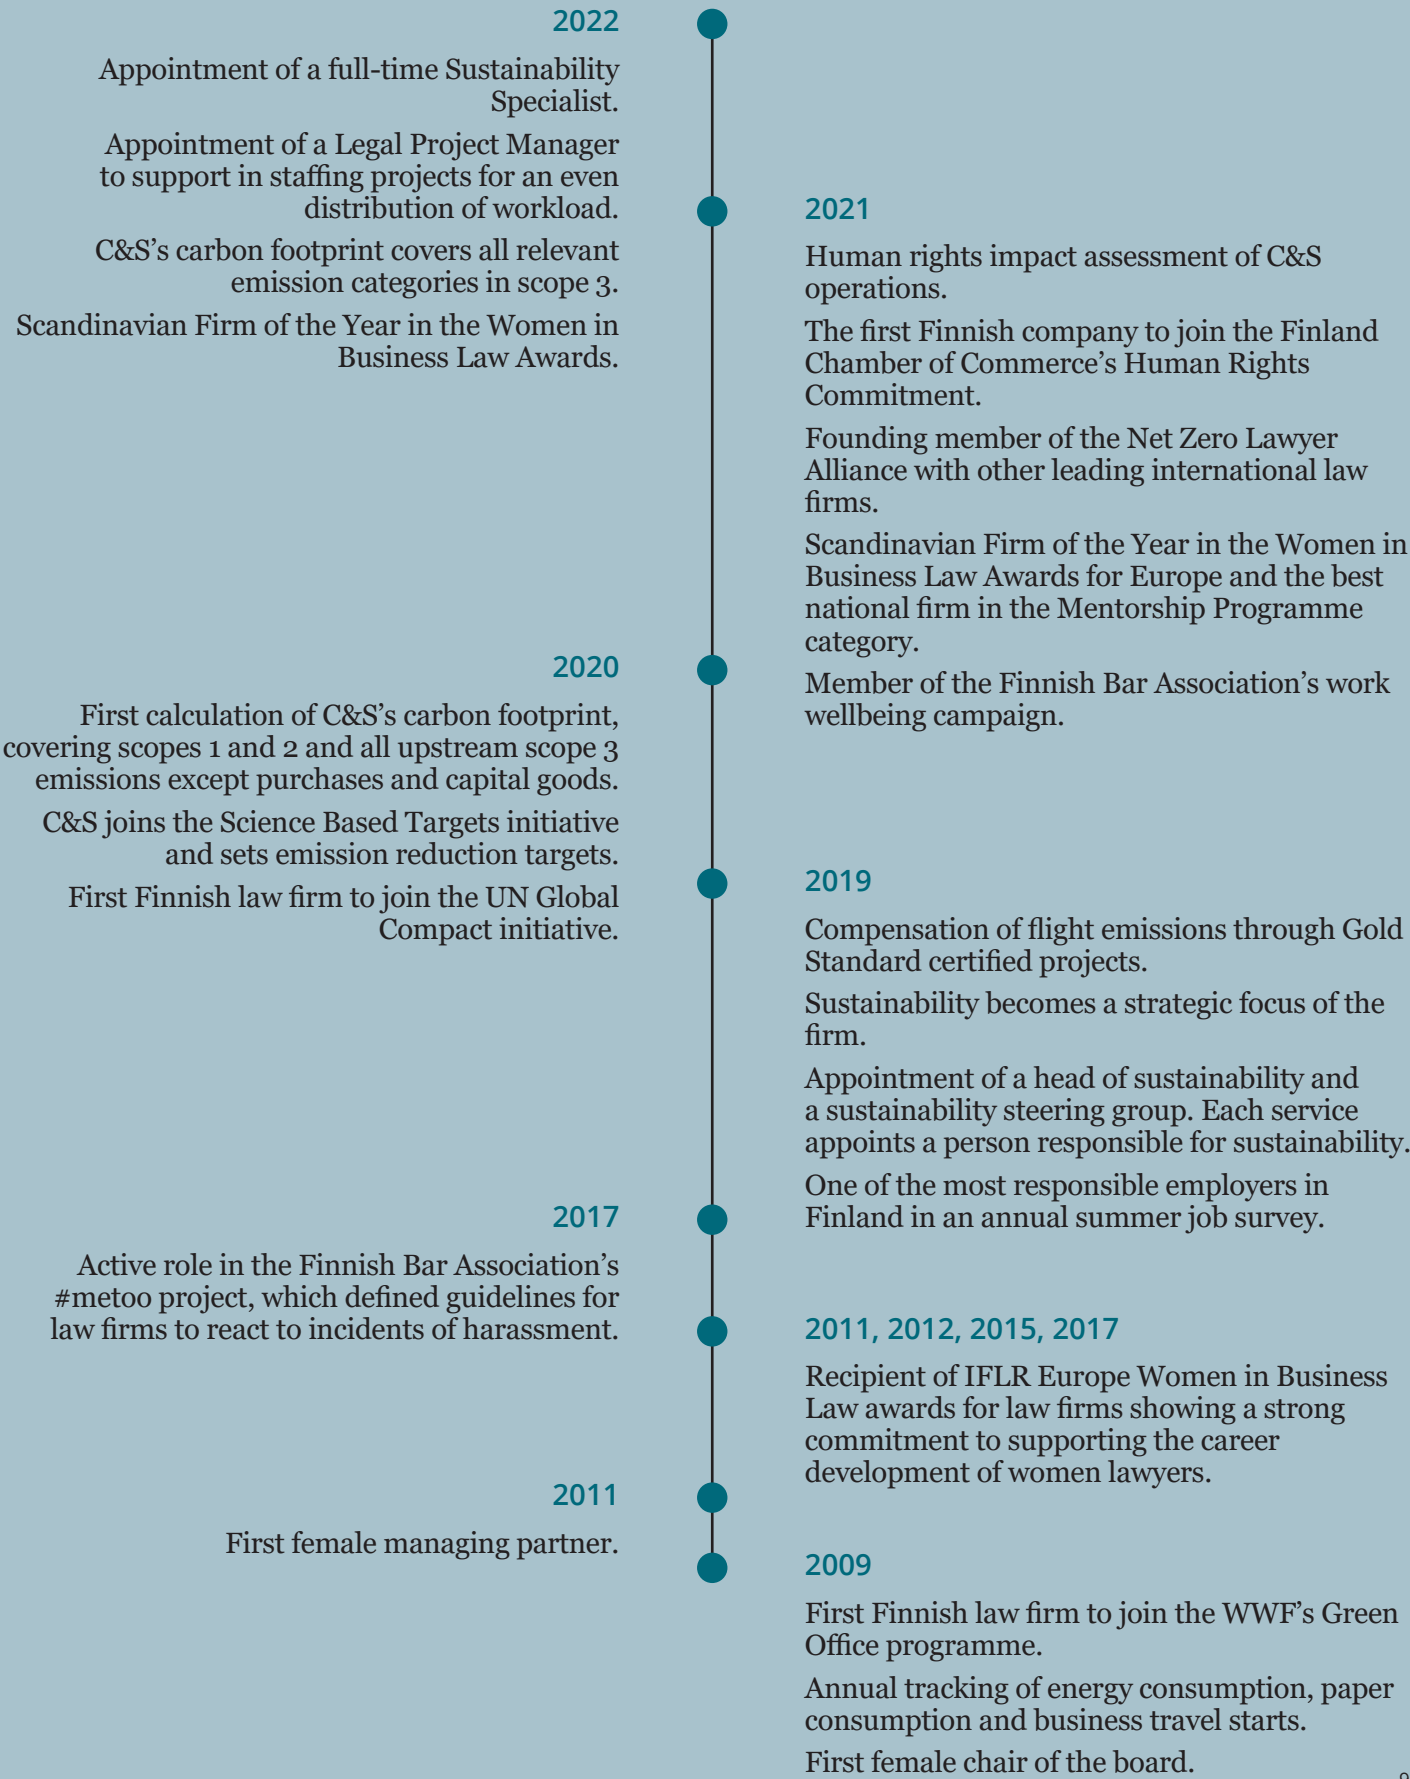 2022
Appointment of a full-time Sustainability
Specialist.
Appointment of a Legal Project Manager
to support in staffing projects for an even
distribution of workload.
C&S’s carbon footprint covers all relevant
emission categories in scope 3.
Scandinavian Firm of the Year in the Women in
Business Law Awards.
2021
Human rights impact assessment of C&S
operations.
The first Finnish company to join the Finland
Chamber of Commerce’s Human Rights
Commitment.
Founding member of the Net Zero Lawyer
Alliance with other leading international law
firms.
Scandinavian Firm of the Year in the Women in
Business Law Awards for Europe and the best
national firm in the Mentorship Programme
category.
Member of the Finnish Bar Association’s work
wellbeing campaign.
2020
First calculation of C&S’s carbon footprint,
covering scopes 1 and 2 and all upstream scope 3
emissions except purchases and capital goods.
C&S joins the Science Based Targets initiative
and sets emission reduction targets.
First Finnish law firm to join the UN Global
Compact initiative.
2019
Compensation of flight emissions through Gold
Standard certified projects.
Sustainability becomes a strategic focus of the
firm.
Appointment of a head of sustainability and
a sustainability steering group. Each service
appoints a person responsible for sustainability.
One of the most responsible employers in
Finland in an annual summer job survey.
2017
Active role in the Finnish Bar Association’s
#metoo project, which defined guidelines for
law firms to react to incidents of harassment.
2011, 2012, 2015, 2017
Recipient of IFLR Europe Women in Business
Law awards for law firms showing a strong
commitment to supporting the career
development of women lawyers.
2011
First female managing partner.
2009
First Finnish law firm to join the WWF’s Green
Office programme.
Annual tracking of energy consumption, paper
consumption and business travel starts.
First female chair of the board.